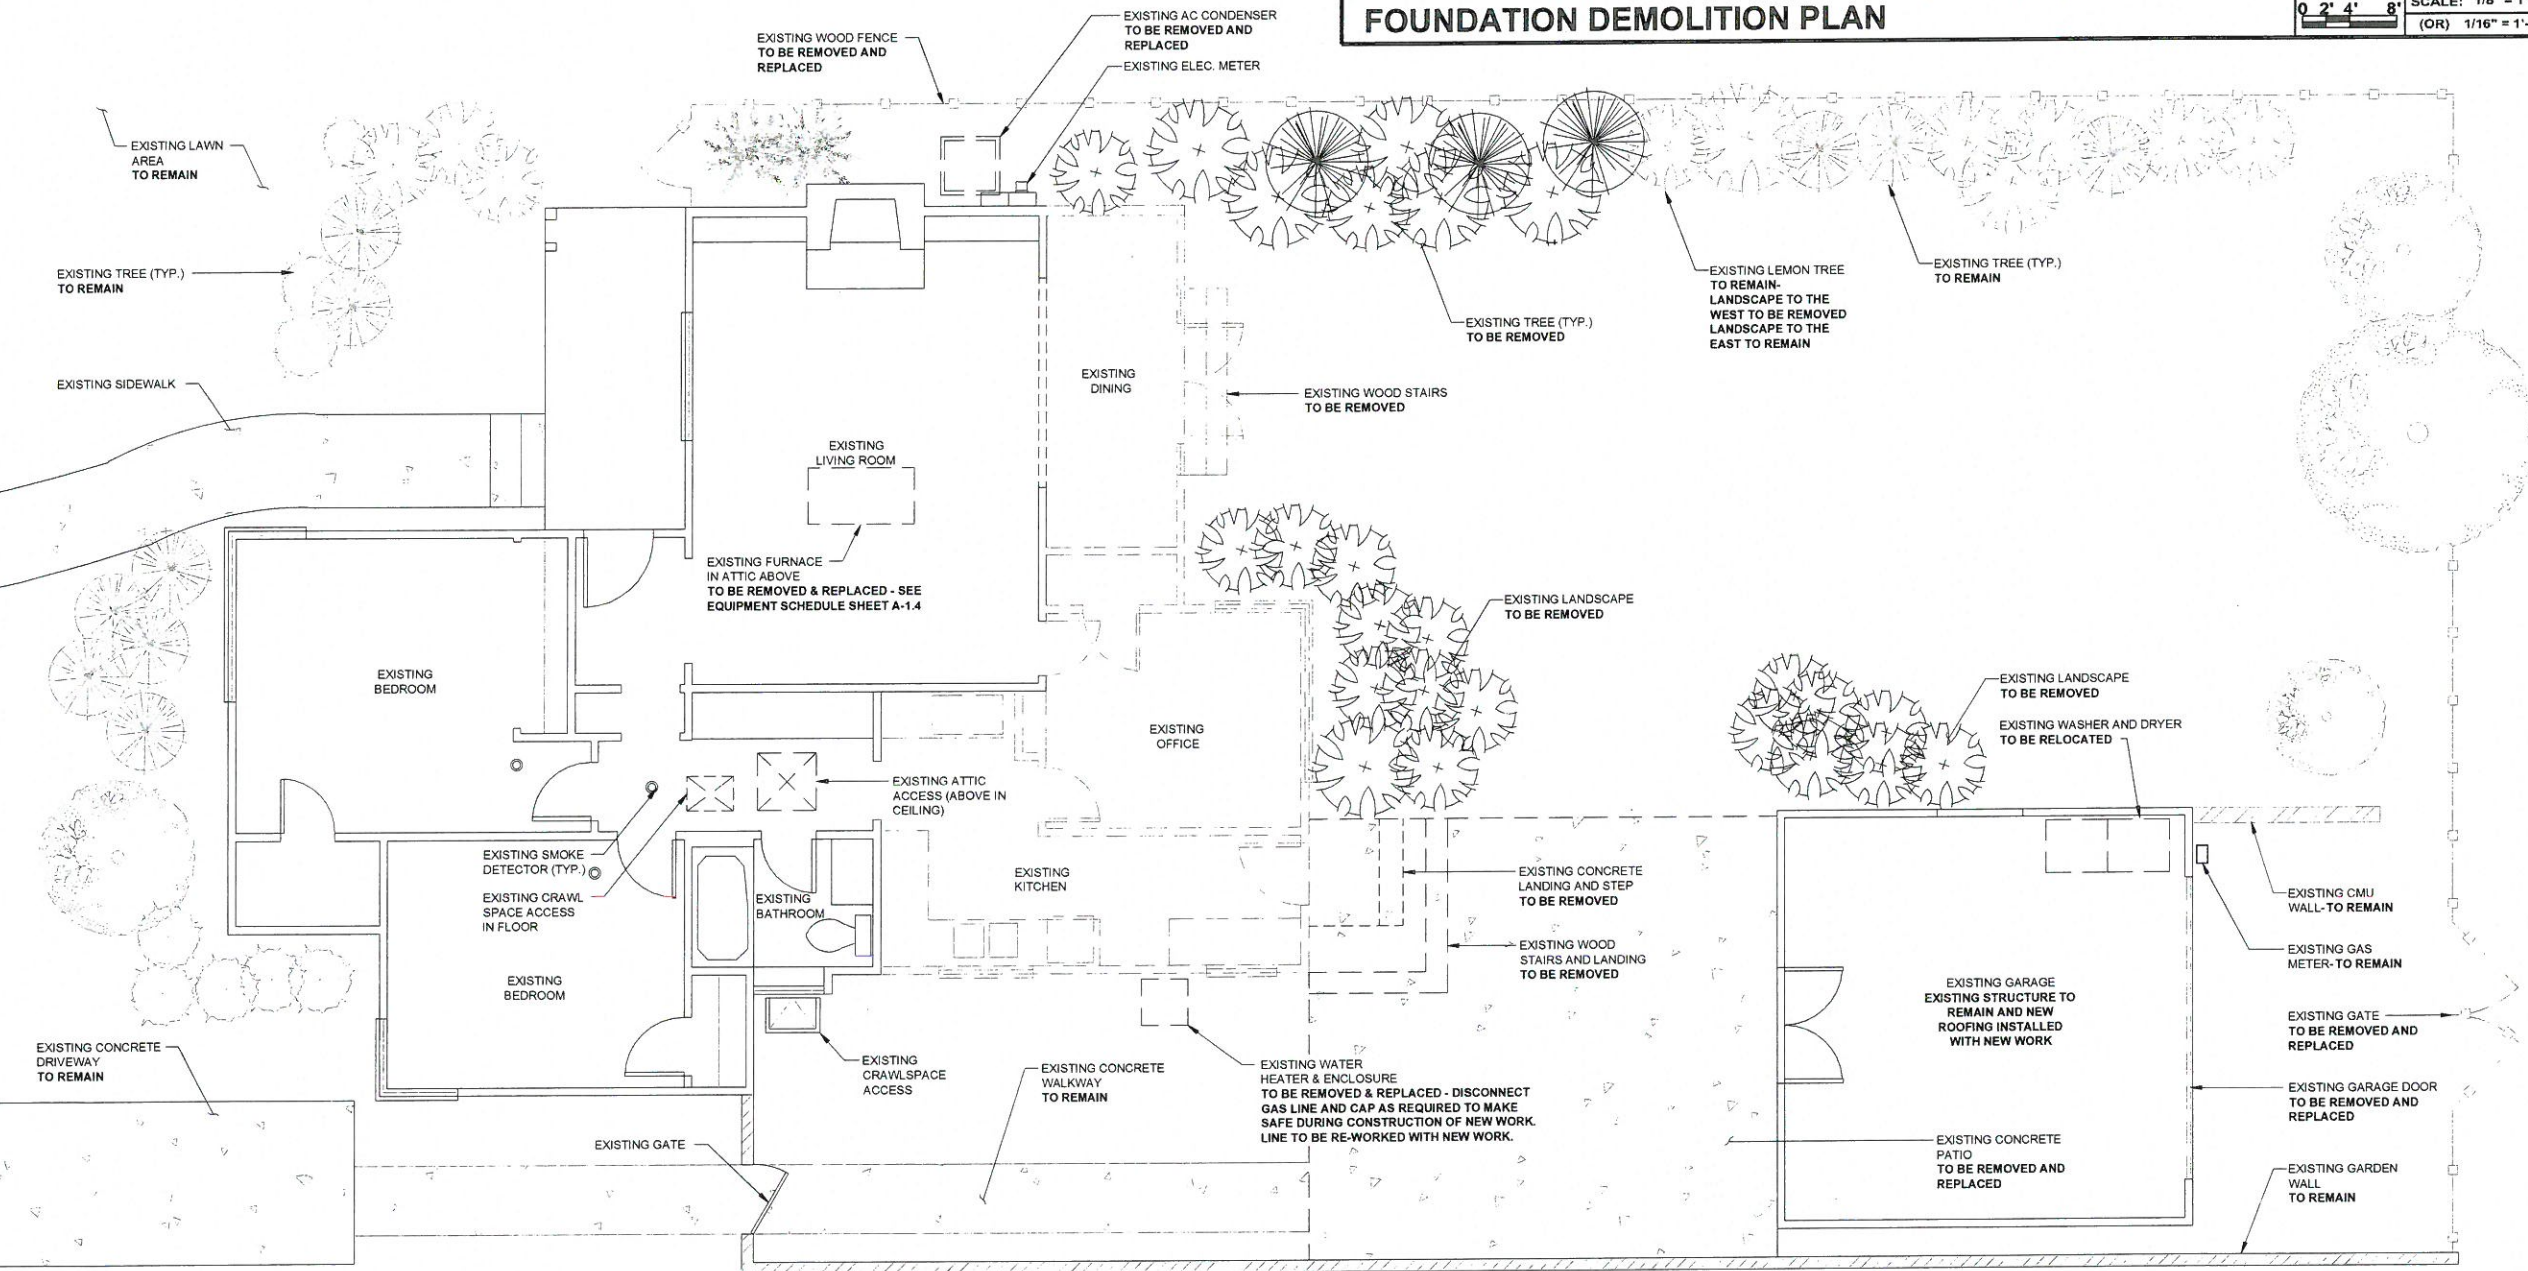 FOUNDATION DEMOLITION PLAN
0 2' 4' 8'
SCALE: 1/8" = 1'
(OR) 1/16" = 1'-
EXISTING AC CONDENSER
TO BE REMOVED AND
REPLACED
EXISTING WOOD FENCE
TO BE REMOVED AND
REPLACED
EXISTING ELEC. METER
EXISTING LAWN
AREA
TO REMAIN
EXISTING TREE (TYP.)
TO REMAIN
EXISTING LEMON TREE
TO REMAIN-
LANDSCAPE TO THE
WEST TO BE REMOVED
LANDSCAPE TO THE
EAST TO REMAIN
EXISTING TREE (TYP.)
TO REMAIN
EXISTING TREE (TYP.)
TO BE REMOVED
EXISTING SIDEWALK
EXISTING
DINING
EXISTING WOOD STAIRS
TO BE REMOVED
EXISTING
LIVING ROOM
EXISTING FURNACE
IN ATTIC ABOVE
TO BE REMOVED & REPLACED - SEE
EQUIPMENT SCHEDULE SHEET A-1.4
EXISTING LANDSCAPE
TO BE REMOVED
EXISTING
BEDROOM
EXISTING LANDSCAPE
TO BE REMOVED
EXISTING
OFFICE
EXISTING WASHER AND DRYER
TO BE RELOCATED
EXISTING ATTIC
ACCESS (ABOVE IN
CEILING)
EXISTING SMOKE
DETECTOR (TYP.)
EXISTING CRAWL
SPACE ACCESS
IN FLOOR
EXISTING
BATHROOM
EXISTING
KITCHEN
EXISTING CONCRETE
LANDING AND STEP
TO BE REMOVED
EXISTING CMU
WALL-TO REMAIN
EXISTING WOOD
STAIRS AND LANDING
TO BE REMOVED
EXISTING GAS
METER-TO REMAIN
EXISTING
BEDROOM
EXISTING GARAGE
EXISTING STRUCTURE TO
REMAIN AND NEW
ROOFING INSTALLED
WITH NEW WORK
EXISTING GATE
TO BE REMOVED AND
REPLACED
EXISTING CONCRETE
DRIVEWAY
TO REMAIN
EXISTING
CRAWLSPACE
ACCESS
EXISTING CONCRETE
WALKWAY
TO REMAIN
EXISTING WATER
HEATER & ENCLOSURE
TO BE REMOVED & REPLACED - DISCONNECT
GAS LINE AND CAP AS REQUIRED TO MAKE
SAFE DURING CONSTRUCTION OF NEW WORK.
LINE TO BE RE-WORKED WITH NEW WORK.
EXISTING GARAGE DOOR
TO BE REMOVED AND
REPLACED
EXISTING GATE
EXISTING CONCRETE
PATIO
TO BE REMOVED AND
REPLACED
EXISTING GARDEN
WALL
TO REMAIN